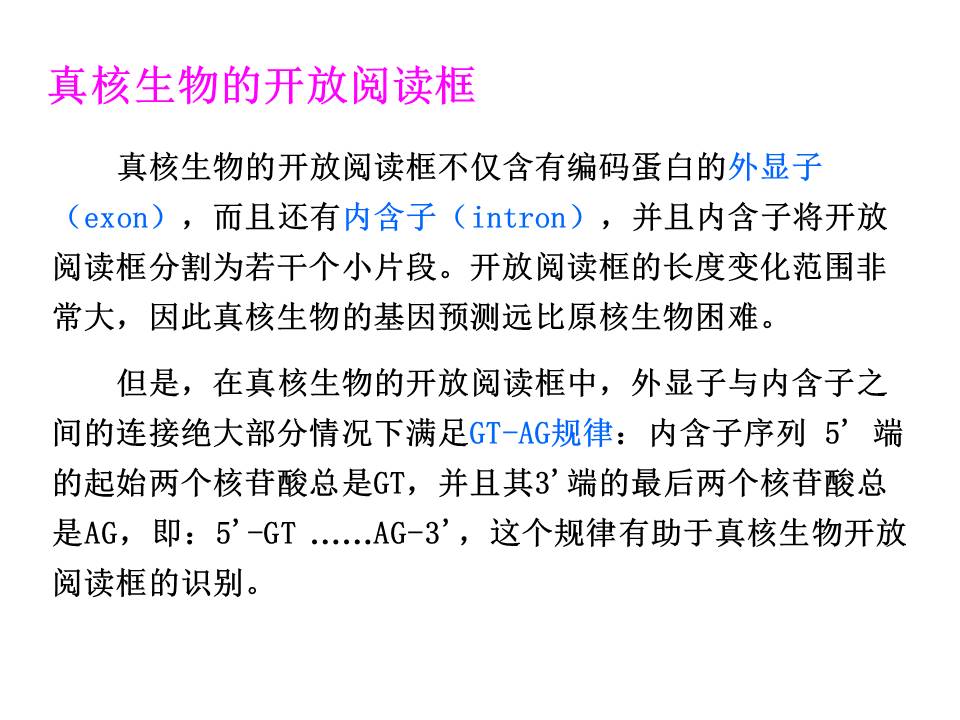 真核生物的开放阅读框
真核生物的开放阅读框不仅含有编码蛋白的外显子
（exon），而且还有内含子（intron），并且内含子将开放
阅读框分割为若干个小片段。开放阅读框的长度变化范围非
常大，因此真核生物的基因预测远比原核生物困难。
但是，在真核生物的开放阅读框中，外显子与内含子之
间的连接绝大部分情况下满足GT-AG规律：内含子序列 5' 端
的起始两个核苷酸总是GT，并且其3'端的最后两个核苷酸总
是AG，即：5'-GT ……AG-3'，这个规律有助于真核生物开放
阅读框的识别。